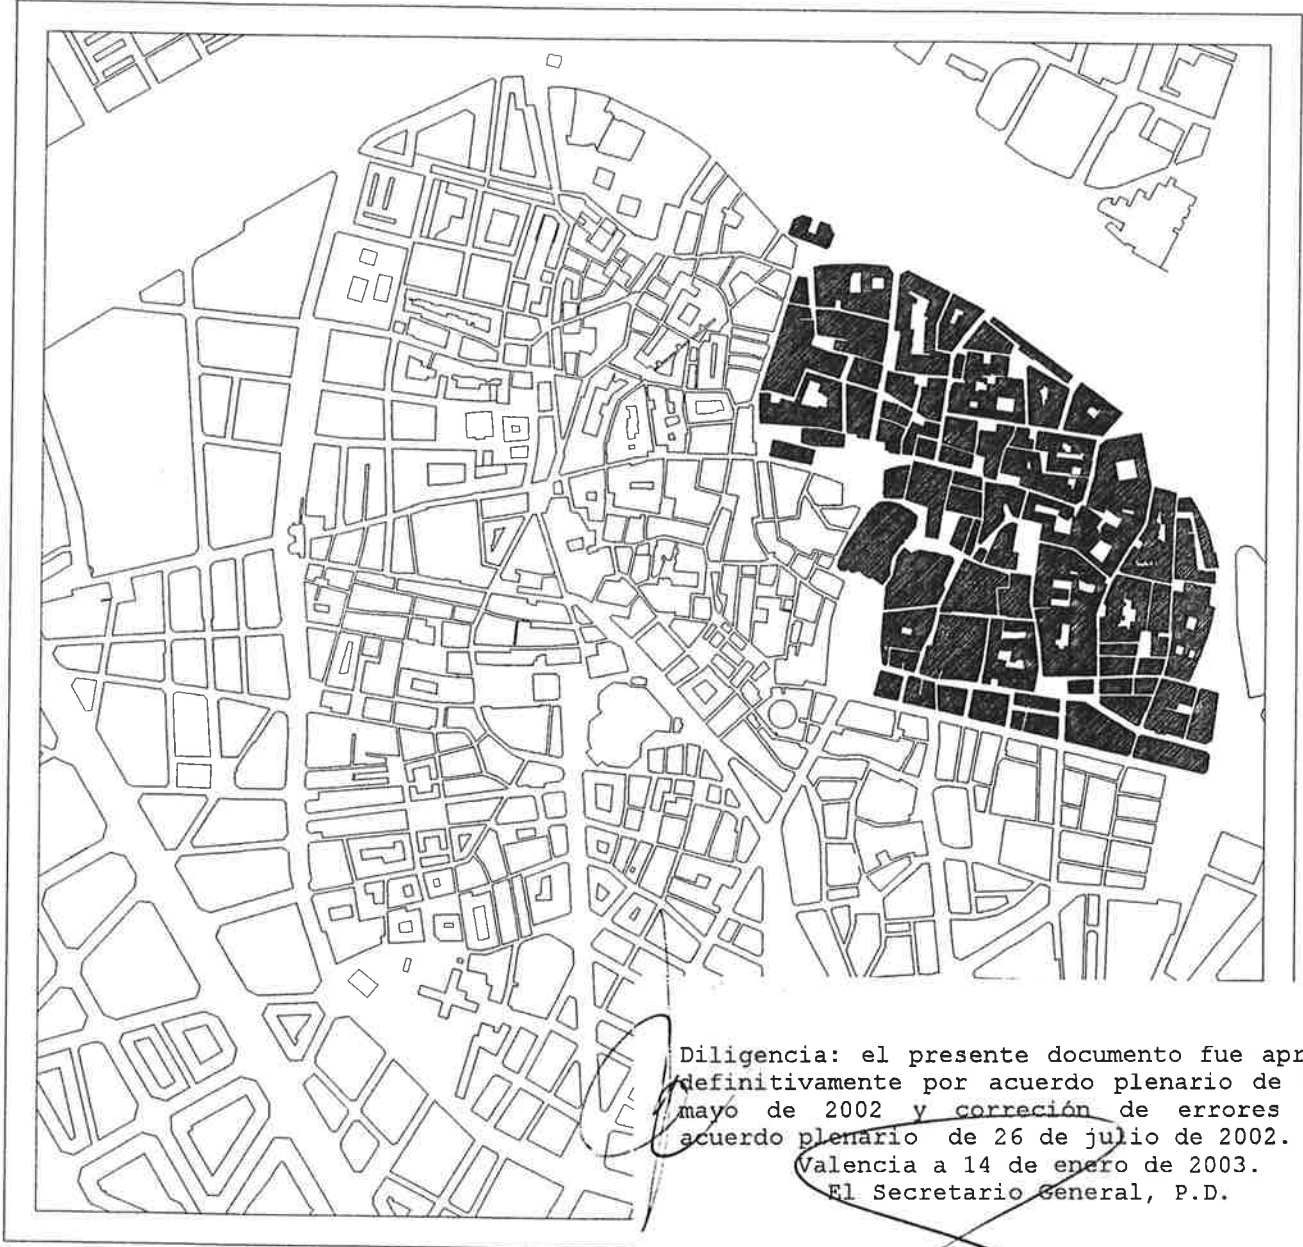 Diligencia: el presente documento fue apr
definitivamente por acuerdo plenario de
mayo de 2002 y correción de errores
acuerdo plenario de 26 de julio de 2002.
Valencia a 14 de enero de 2003.
El Secretario General, P.D.